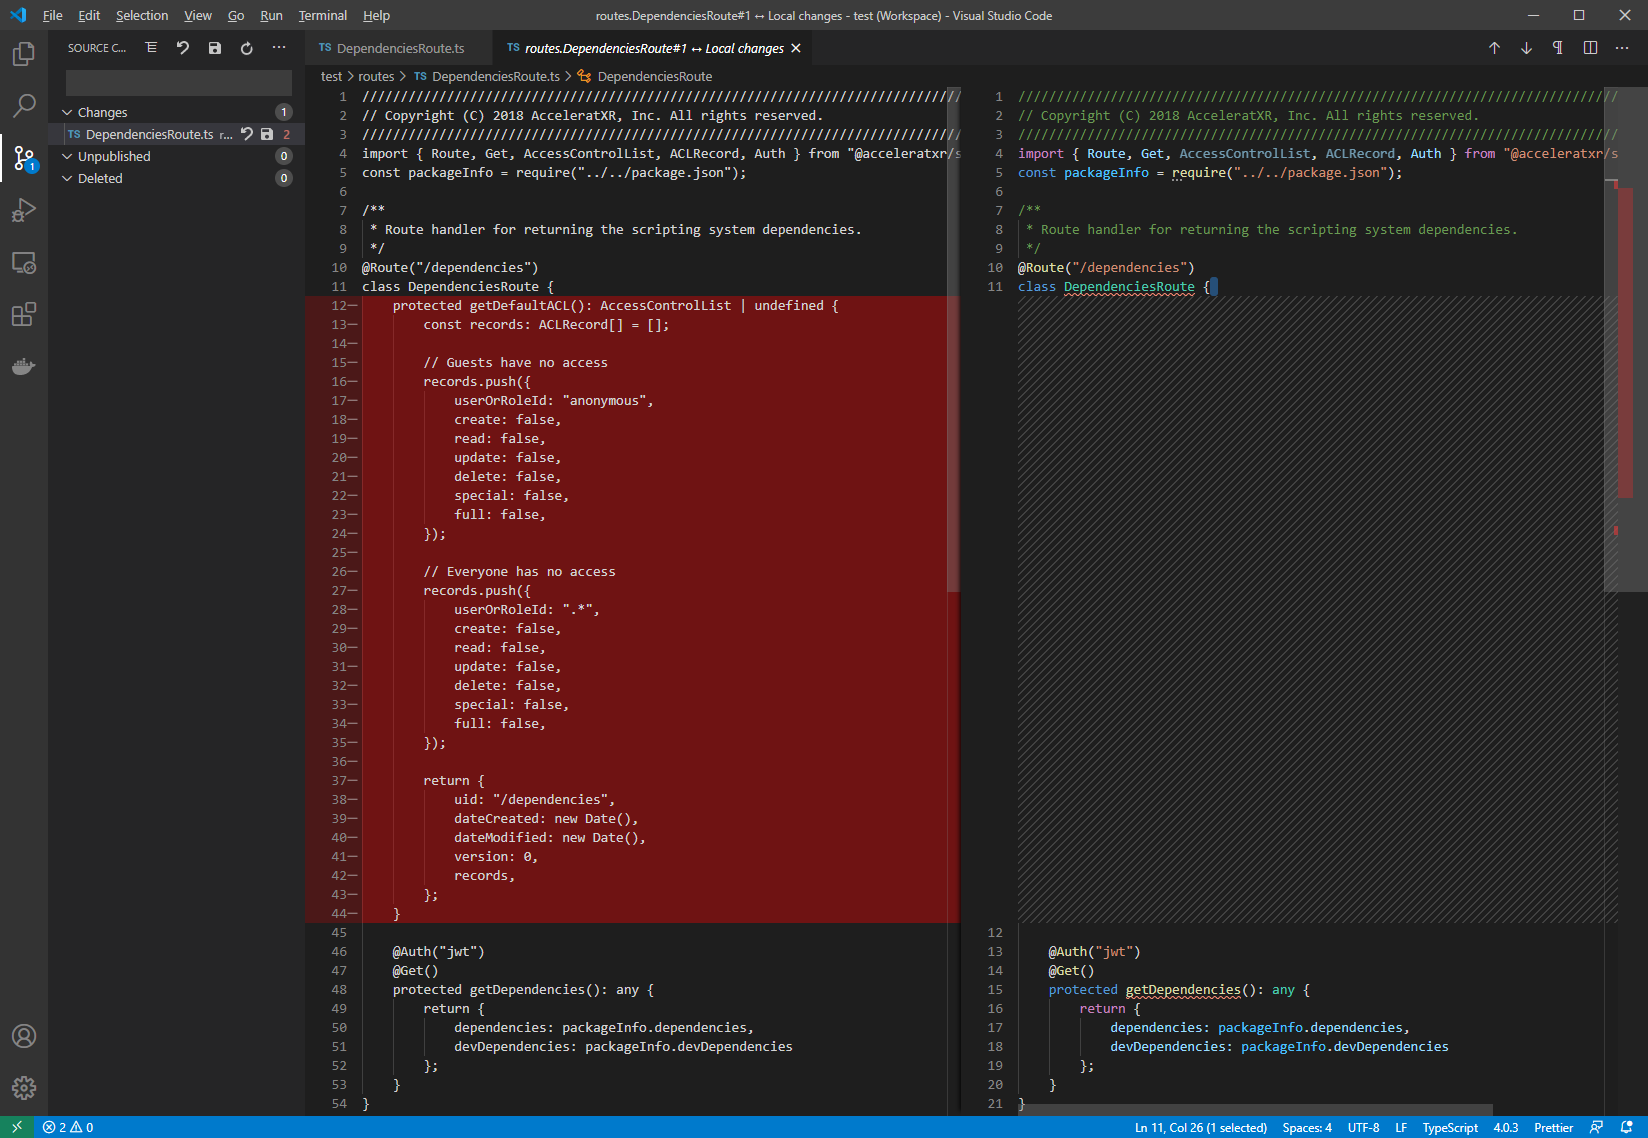 File Edit Selection View Go Run Terminal Help
routes.DependenciesRoute#1 ↔ Local changes - test (Workspace) - Visual Studio Code
SOURCE C...
Changes 1
TS DependenciesRoute.ts r... 2
Unpublished 0
Deleted 0
1
TS DependenciesRoute.ts
TS routes.DependenciesRoute#1 ↔ Local changes
test > routes > TS DependenciesRoute.ts > DependenciesRoute
1 //////////////////////////////////////////////////////////////////////////////
2 // Copyright (C) 2018 AcceleratXR, Inc. All rights reserved.
3 //////////////////////////////////////////////////////////////////////////////
4 import { Route, Get, AccessControlList, ACLRecord, Auth } from "@acceleratxr/s
5 const packageInfo = require("../../package.json");
6
7 /**
8  * Route handler for returning the scripting system dependencies.
9  */
10 @Route("/dependencies")
11 class DependenciesRoute {
12—     protected getDefaultACL(): AccessControlList | undefined {
13—         const records: ACLRecord[] = [];
14—
15—         // Guests have no access
16—         records.push({
17—             userOrRoleId: "anonymous",
18—             create: false,
19—             read: false,
20—             update: false,
21—             delete: false,
22—             special: false,
23—             full: false,
24—         });
25—
26—         // Everyone has no access
27—         records.push({
28—             userOrRoleId: ".*",
29—             create: false,
30—             read: false,
31—             update: false,
32—             delete: false,
33—             special: false,
34—             full: false,
35—         });
36—
37—         return {
38—             uid: "/dependencies",
39—             dateCreated: new Date(),
40—             dateModified: new Date(),
41—             version: 0,
42—             records,
43—         };
44—     }
45
46     @Auth("jwt")
47     @Get()
48     protected getDependencies(): any {
49         return {
50             dependencies: packageInfo.dependencies,
51             devDependencies: packageInfo.devDependencies
52         };
53     }
54 }
1 //////////////////////////////////////////////////////////////////////////////
2 // Copyright (C) 2018 AcceleratXR, Inc. All rights reserved.
3 //////////////////////////////////////////////////////////////////////////////
4 import { Route, Get, AccessControlList, ACLRecord, Auth } from "@acceleratxr/s
5 const packageInfo = require("../../package.json");
6
7 /**
8  * Route handler for returning the scripting system dependencies.
9  */
10 @Route("/dependencies")
11 class DependenciesRoute {
12
13     @Auth("jwt")
14     @Get()
15     protected getDependencies(): any {
16         return {
17             dependencies: packageInfo.dependencies,
18             devDependencies: packageInfo.devDependencies
19         };
20     }
21 }
2 0 Ln 11, Col 26 (1 selected) Spaces: 4 UTF-8 LF TypeScript 4.0.3 Prettier